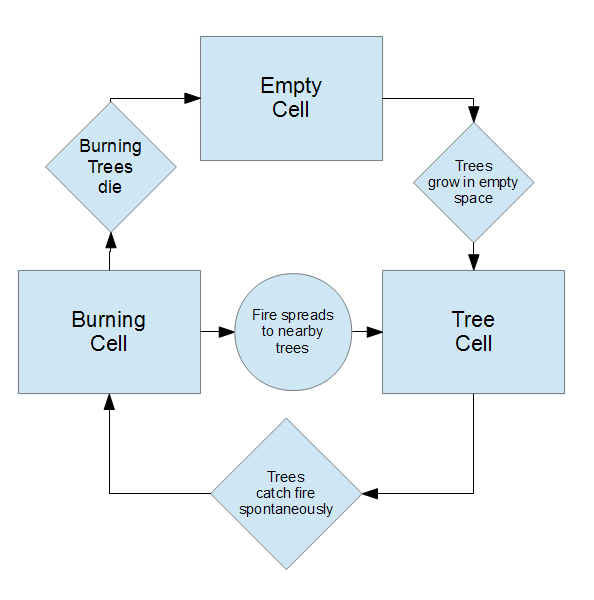 Empty
Cell
Burning
Trees
die
Trees
grow in empty
space
Burning
Cell
Fire spreads
to nearby
trees
Tree
Cell
Trees
catch fire
spontaneously